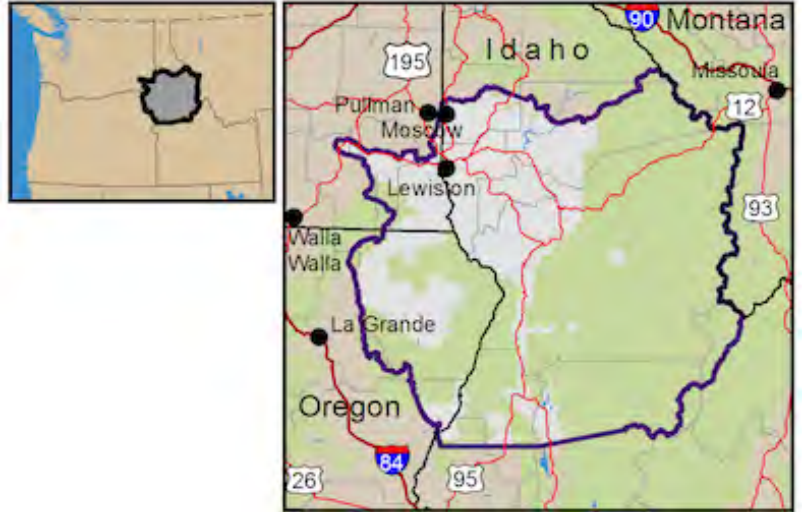 90
Montana
Idaho
195
Missoula
Pullman
12
Moscow
Lewiston
93
Walla
Walla
La Grande
Oregon
84
26
95